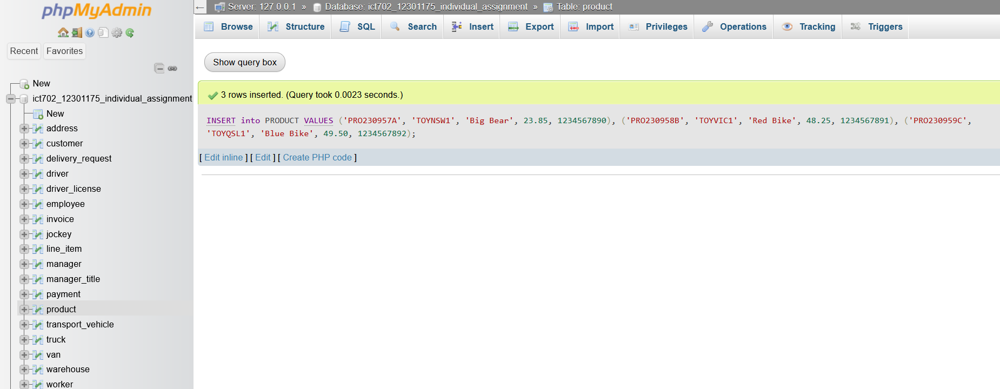 phpMyAdmin
Recent
Favorites
New
ict702_12301175_individual_assignment
New
address
customer
delivery_request
driver
driver_license
employee
invoice
jockey
line_item
manager
manager_title
payment
product
transport_vehicle
truck
van
warehouse
worker
← Server: 127.0.0.1 » Database: ict702_12301175_individual_assignment » Table: product
Browse Structure SQL Search Insert Export Import Privileges Operations Tracking Triggers
Show query box
3 rows inserted. (Query took 0.0023 seconds.)
INSERT into PRODUCT VALUES ('PRO230957A', 'TOYNSW1', 'Big Bear', 23.85, 1234567890), ('PRO230958B', 'TOYVIC1', 'Red Bike', 48.25, 1234567891), ('PRO230959C',
'TOYQSL1', 'Blue Bike', 49.50, 1234567892);
[ Edit inline ] [ Edit ] [ Create PHP code ]